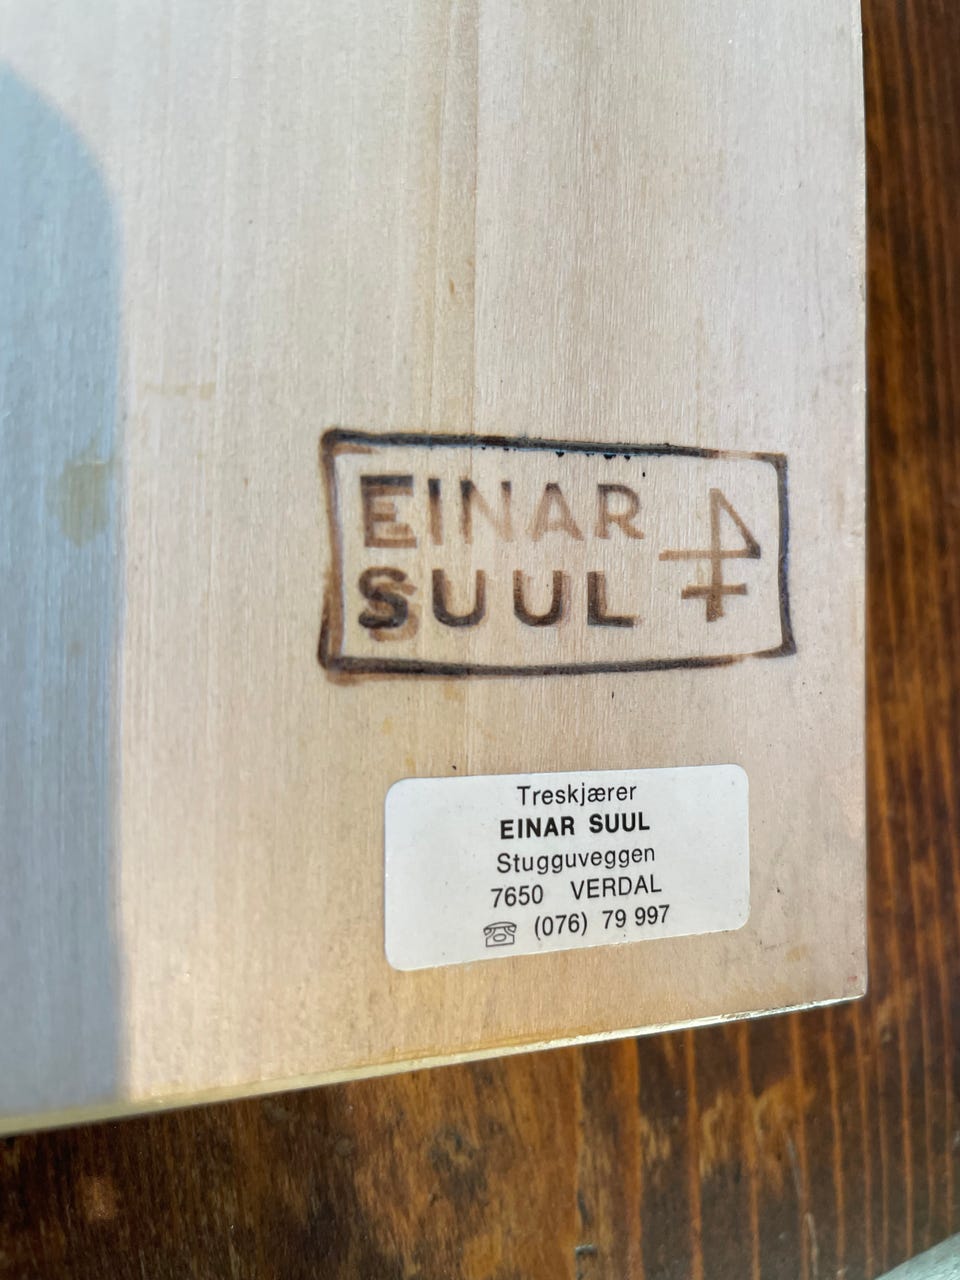 EINAR
SUUL
Treskjærer
EINAR SUUL
Stugguveggen
7650 VERDAL
☏ (076) 79 997